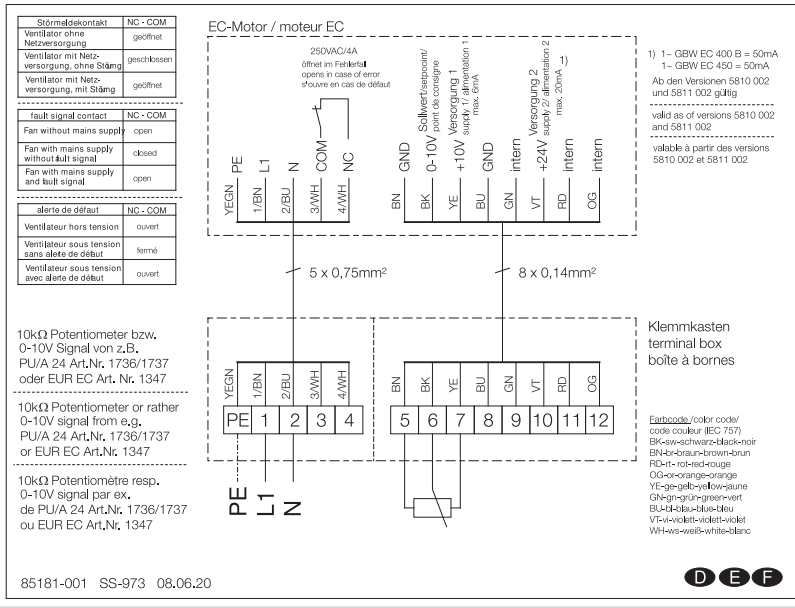 Störmeldekontakt NC - COM
Ventilator ohne Netzversorgung geöffnet
Ventilator mit Netz-
versorgung, ohne Störung geschlossen
Ventilator mit Netz-
versorgung, mit Störung geöffnet
fault signal contact NC - COM
Fan without mains supply open
Fan with mains supply
without fault signal closed
Fan with mains supply
and fault signal open
alerte de défaut NC - COM
Ventilateur hors tension ouvert
Ventilateur sous tension
sans alerte de défaut fermé
Ventilateur sous tension
avec alerte de défaut ouvert
EC-Motor / moteur EC
250VAC/4A
öffnet im Fehlerfall
opens in case of error
s'ouvre en cas de défaut
PE
L1
N
COM
NC
GND
0-10V Sollwert/setpoint/
point de consigne
+10V Versorgung 1
supply 1/ alimentation 1
max. 6mA
GND
intern
+24V Versorgung 2
supply 2/ alimentation 2
max. 20mA 1)
intern
intern
YEGN 1/BN 2/BU 3/WH 4/WH
BN BK YE BU GN VT RD OG
1) 1~ GBW EC 400 B = 50mA
1~ GBW EC 450 = 50mA
Ab den Versionen 5810 002
und 5811 002 gültig
valid as of versions 5810 002
and 5811 002
valable à partir des versions
5810 002 et 5811 002
5 x 0,75mm²
8 x 0,14mm²
10kΩ Potentiometer bzw.
0-10V Signal von z.B.
PU/A 24 Art.Nr. 1736/1737
oder EUR EC Art. Nr. 1347
10kΩ Potentiometer or rather
0-10V signal from e.g.
PU/A 24 Art.Nr. 1736/1737
or EUR EC Art.Nr. 1347
10kΩ Potentiomètre resp.
0-10V signal par ex.
de PU/A 24 Art.Nr. 1736/1737
ou EUR EC Art.Nr. 1347
YEGN 1/BN 2/BU 3/WH 4/WH
PE 1 2 3 4
PE
L1
N
BN BK YE BU GN VT RD OG
5 6 7 8 9 10 11 12
Klemmkasten
terminal box
boîte à bornes
Farbcode /color code/
code couleur (IEC 757)
BK-sw-schwarz-black-noir
BN-br-braun-brown-brun
RD-rt- rot-red-rouge
OG-or-orange-orange
YE-ge-gelb-yellow-jaune
GN-gn-grün-green-vert
BU-bl-blau-blue-bleu
VT-vi-violett-violett-violet
WH-ws-weiß-white-blanc
85181-001 SS-973 08.06.20
D E F